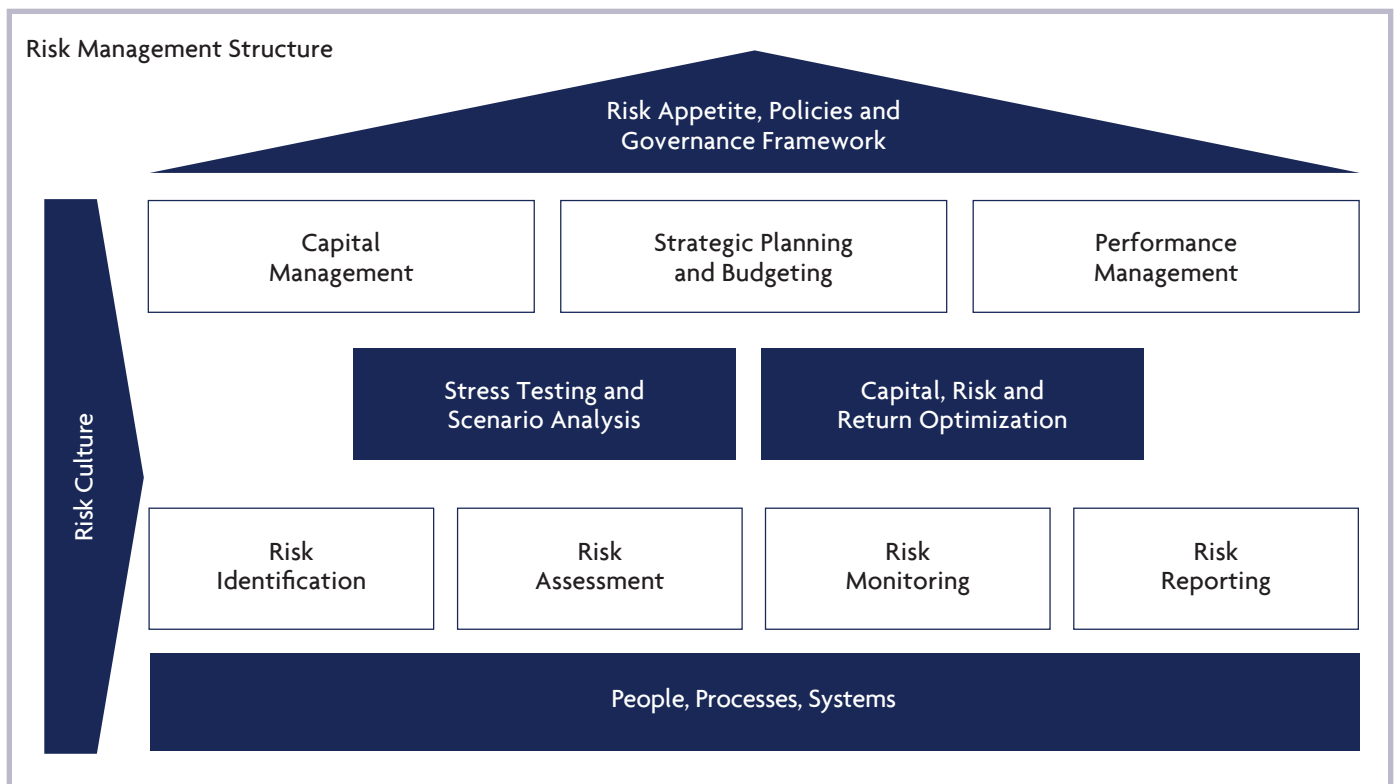 Risk Management Structure
Risk Appetite, Policies and
Governance Framework
Capital
Management
Strategic Planning
and Budgeting
Performance
Management
Stress Testing and
Scenario Analysis
Capital, Risk and
Return Optimization
Risk Culture
Risk
Identification
Risk
Assessment
Risk
Monitoring
Risk
Reporting
People, Processes, Systems